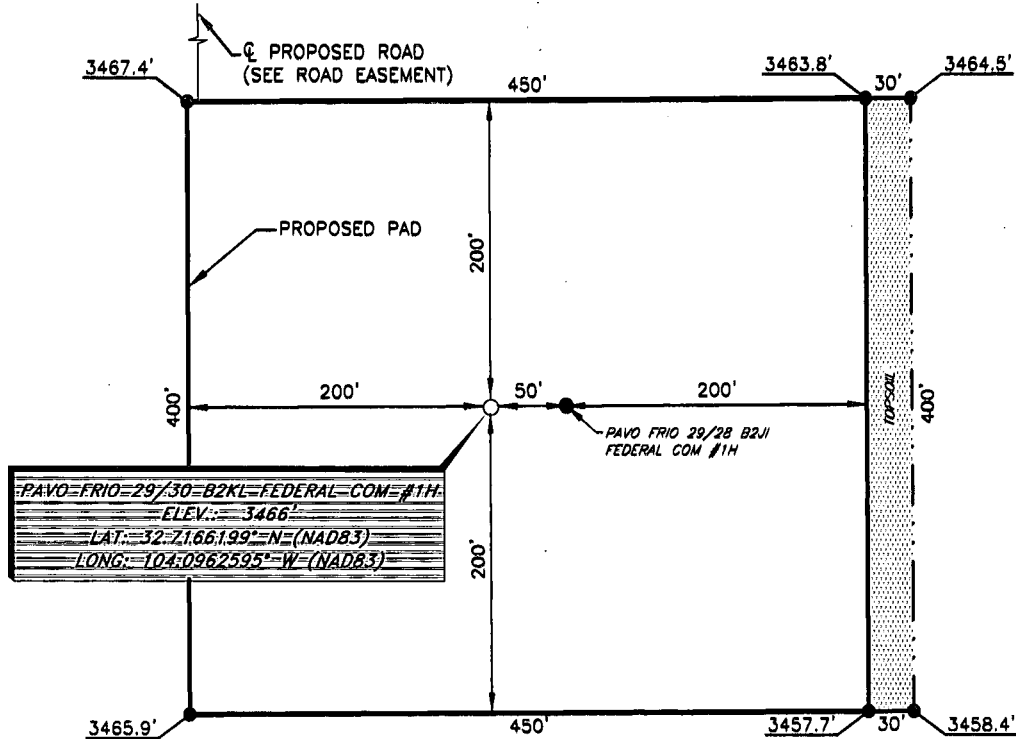 ℄ PROPOSED ROAD
(SEE ROAD EASEMENT)
3467.4'
3463.8'
30'
3464.5'
450'
PROPOSED PAD
200'
400'
200'
50'
200'
TOPSOIL
400'
PAVO FRIO 29/28 B2JI
FEDERAL COM #1H
PAVO FRIO 29/30 B2KL FEDERAL COM #1H
ELEV.: 3466'
LAT: 32.7166199° N (NAD83)
LONG: 104.0962595° W (NAD83)
200'
3465.9'
450'
3457.7'
30'
3458.4'